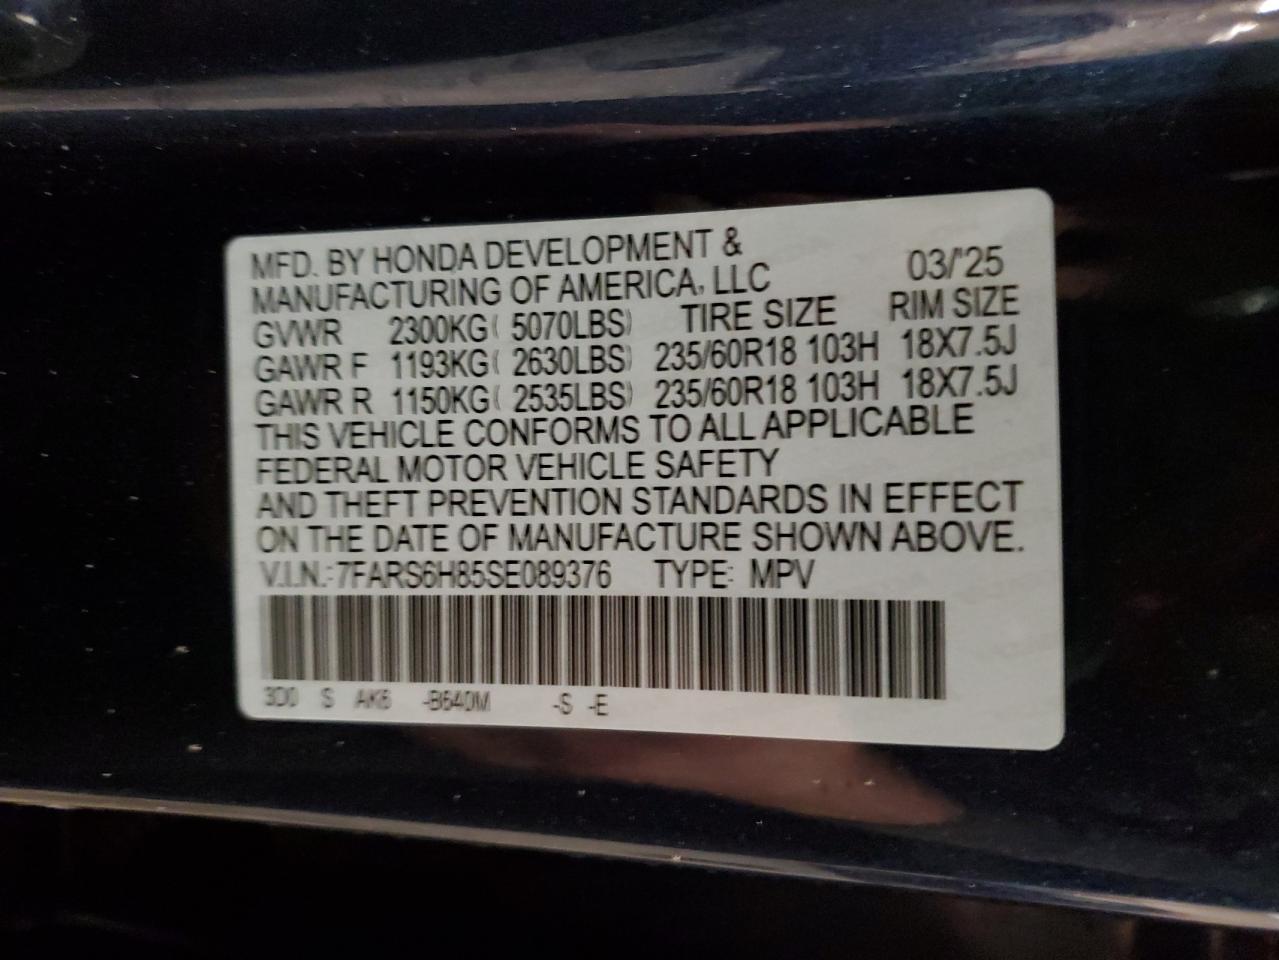 MFD. BY HONDA DEVELOPMENT &
MANUFACTURING OF AMERICA, LLC 03/'25
GVWR 2300KG( 5070LBS) TIRE SIZE RIM SIZE
GAWR F 1193KG( 2630LBS) 235/60R18 103H 18X7.5J
GAWR R 1150KG( 2535LBS) 235/60R18 103H 18X7.5J
THIS VEHICLE CONFORMS TO ALL APPLICABLE
FEDERAL MOTOR VEHICLE SAFETY
AND THEFT PREVENTION STANDARDS IN EFFECT
ON THE DATE OF MANUFACTURE SHOWN ABOVE.
V.I.N.: 7FARS6H85SE089376 TYPE: MPV
3D0 S AK6 -B640M -S -E